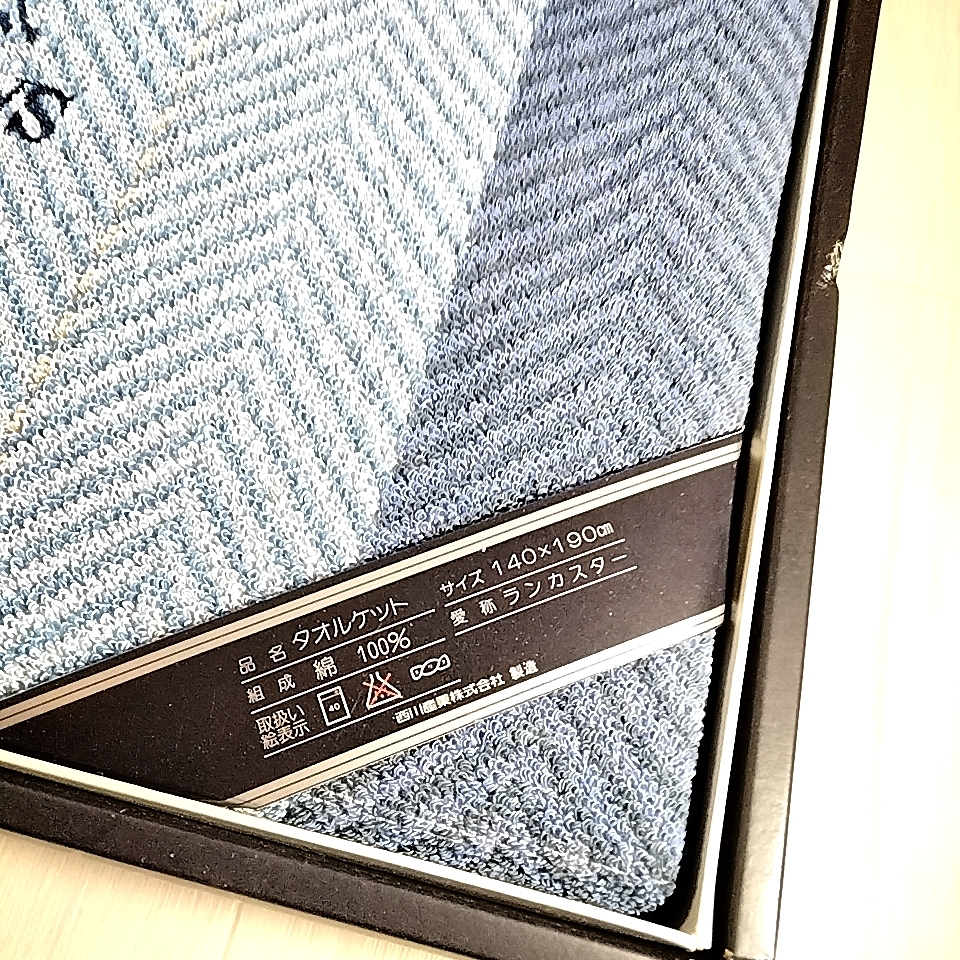 品名 タオルケット
サイズ 140×190㎝
組成 綿 100%
愛称 ランカスター
取扱い
絵表示
40
西川産業株式会社 製造